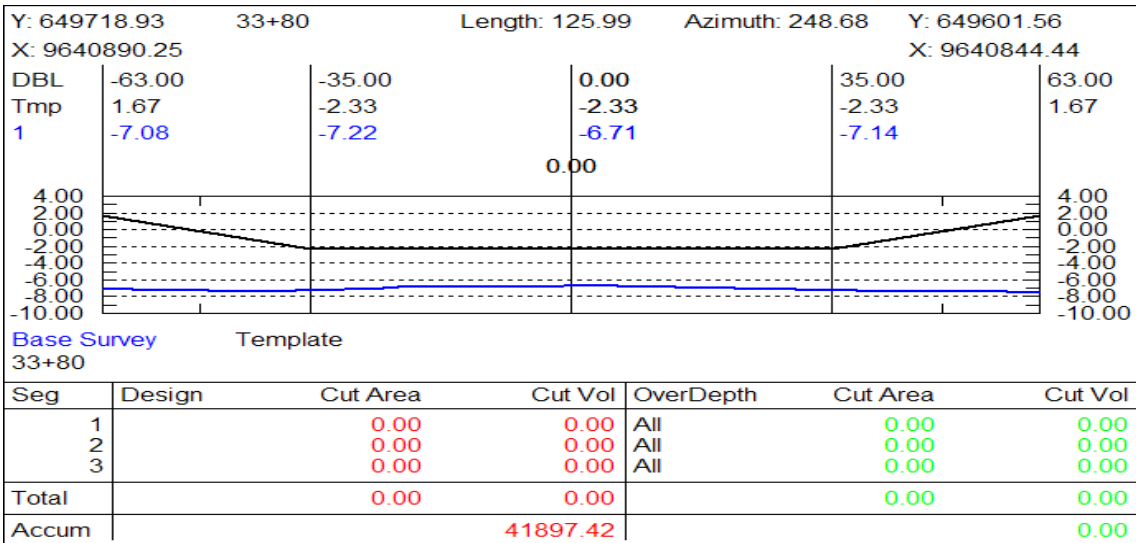 Y: 649718.93 33+80 Length: 125.99 Azimuth: 248.68 Y: 649601.56
X: 9640890.25 X: 9640844.44
DBL -63.00 -35.00 0.00 35.00 63.00
Tmp 1.67 -2.33 -2.33 -2.33 1.67
1 -7.08 -7.22 -6.71 -7.14
0.00
4.00 4.00
2.00 2.00
0.00 0.00
-2.00 -2.00
-4.00 -4.00
-6.00 -6.00
-8.00 -8.00
-10.00 -10.00
Base Survey Template
33+80
Seg Design Cut Area Cut Vol OverDepth Cut Area Cut Vol
1 0.00 0.00 All 0.00 0.00
2 0.00 0.00 All 0.00 0.00
3 0.00 0.00 All 0.00 0.00
Total 0.00 0.00 0.00 0.00
Accum 41897.42 0.00